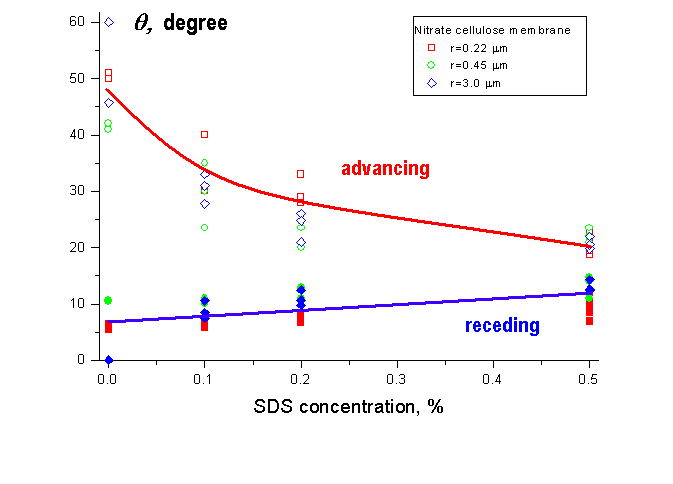 θ, degree
Nitrate cellulose membrane
r=0.22 μm
r=0.45 μm
r=3.0 μm
60
50
40
30
20
10
0
advancing
receding
0.0 0.1 0.2 0.3 0.4 0.5
SDS concentration, %